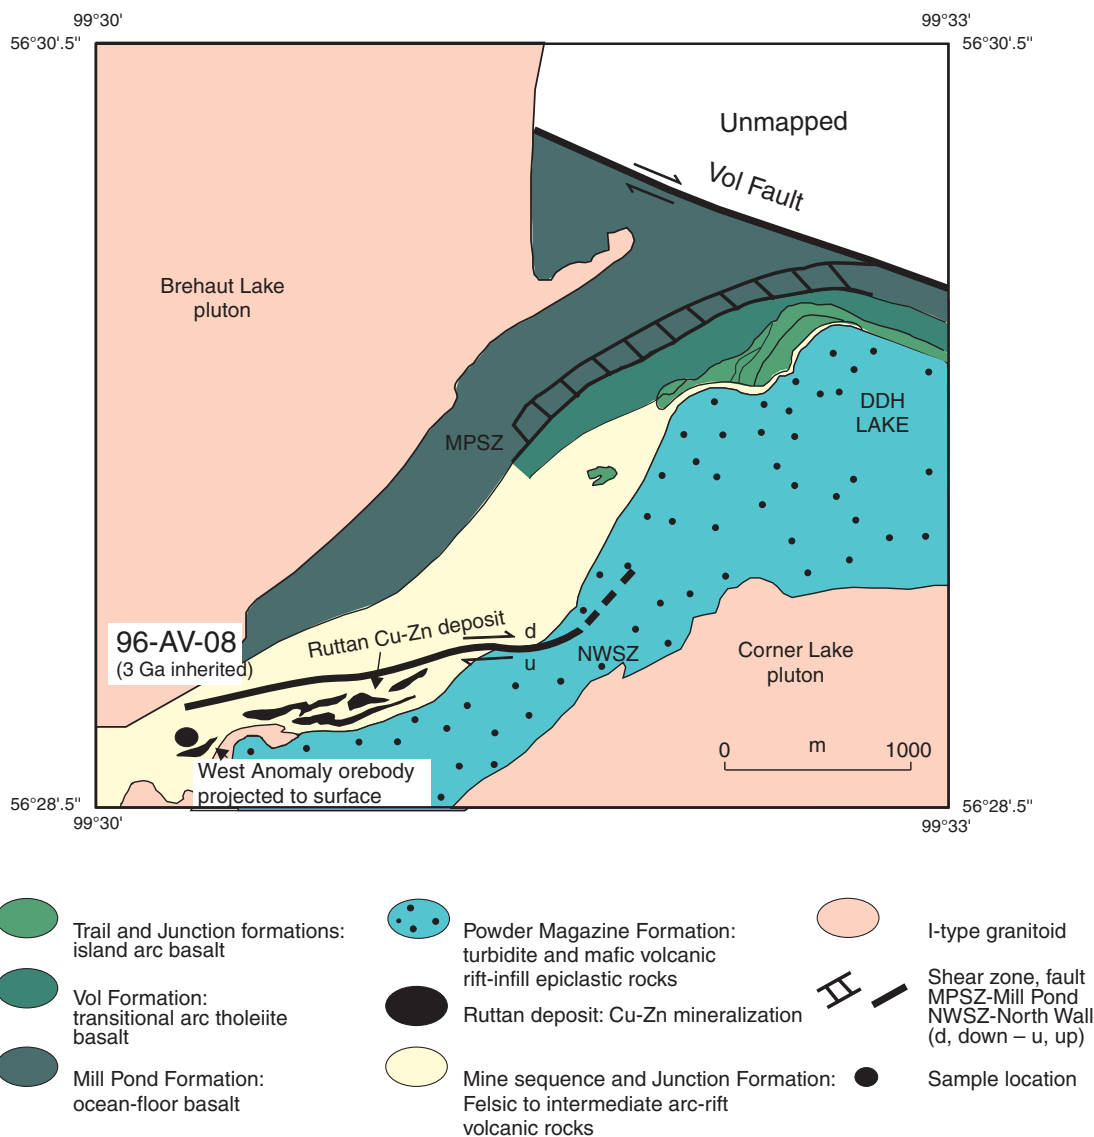 99°30'
99°33'
56°30'.5"
56°30'.5"
Unmapped
Vol Fault
Brehaut Lake
pluton
DDH
LAKE
MPSZ
96-AV-08
(3 Ga inherited)
Ruttan Cu-Zn deposit
d
u
NWSZ
Corner Lake
pluton
0 m 1000
West Anomaly orebody
projected to surface
56°28'.5"
56°28'.5"
99°30'
99°33'
Trail and Junction formations:
island arc basalt
Vol Formation:
transitional arc tholeiite
basalt
Mill Pond Formation:
ocean-floor basalt
Powder Magazine Formation:
turbidite and mafic volcanic
rift-infill epiclastic rocks
Ruttan deposit: Cu-Zn mineralization
Mine sequence and Junction Formation:
Felsic to intermediate arc-rift
volcanic rocks
I-type granitoid
Shear zone, fault
MPSZ-Mill Pond
NWSZ-North Wall
(d, down – u, up)
Sample location